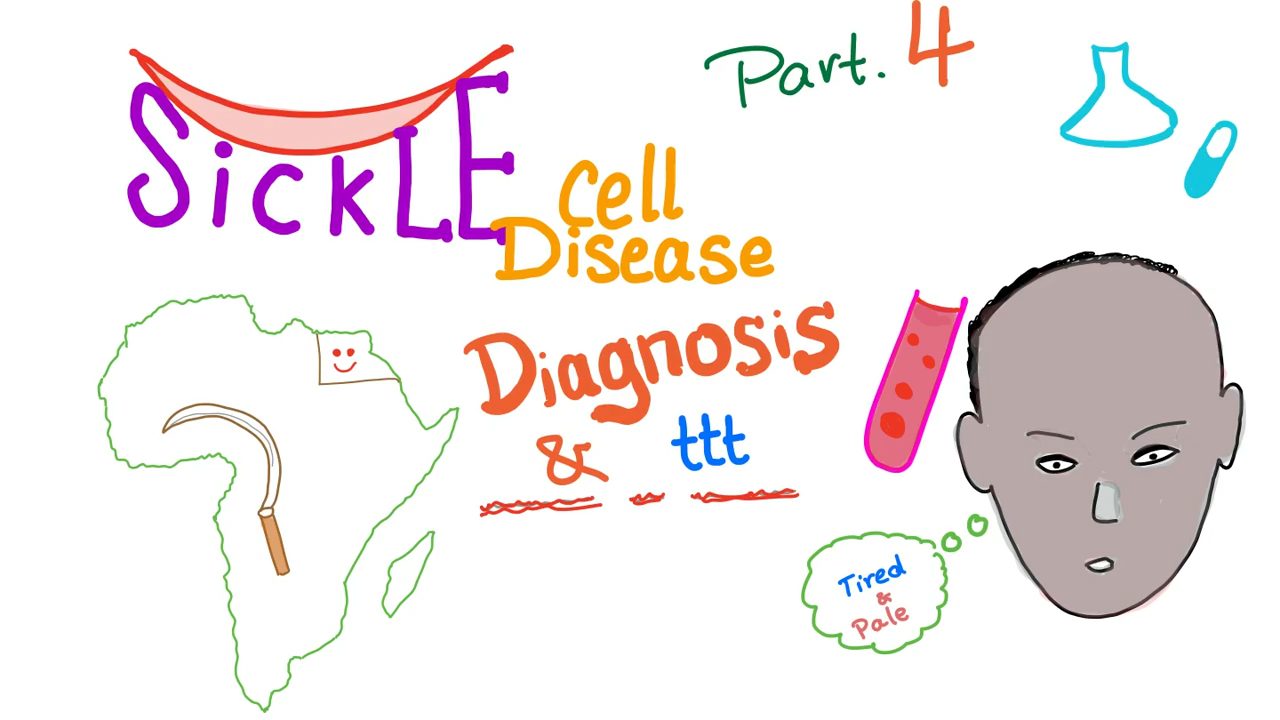 Part. 4
SickLE
Cell
Disease
Diagnosis
& ttt
Tired
&
Pale